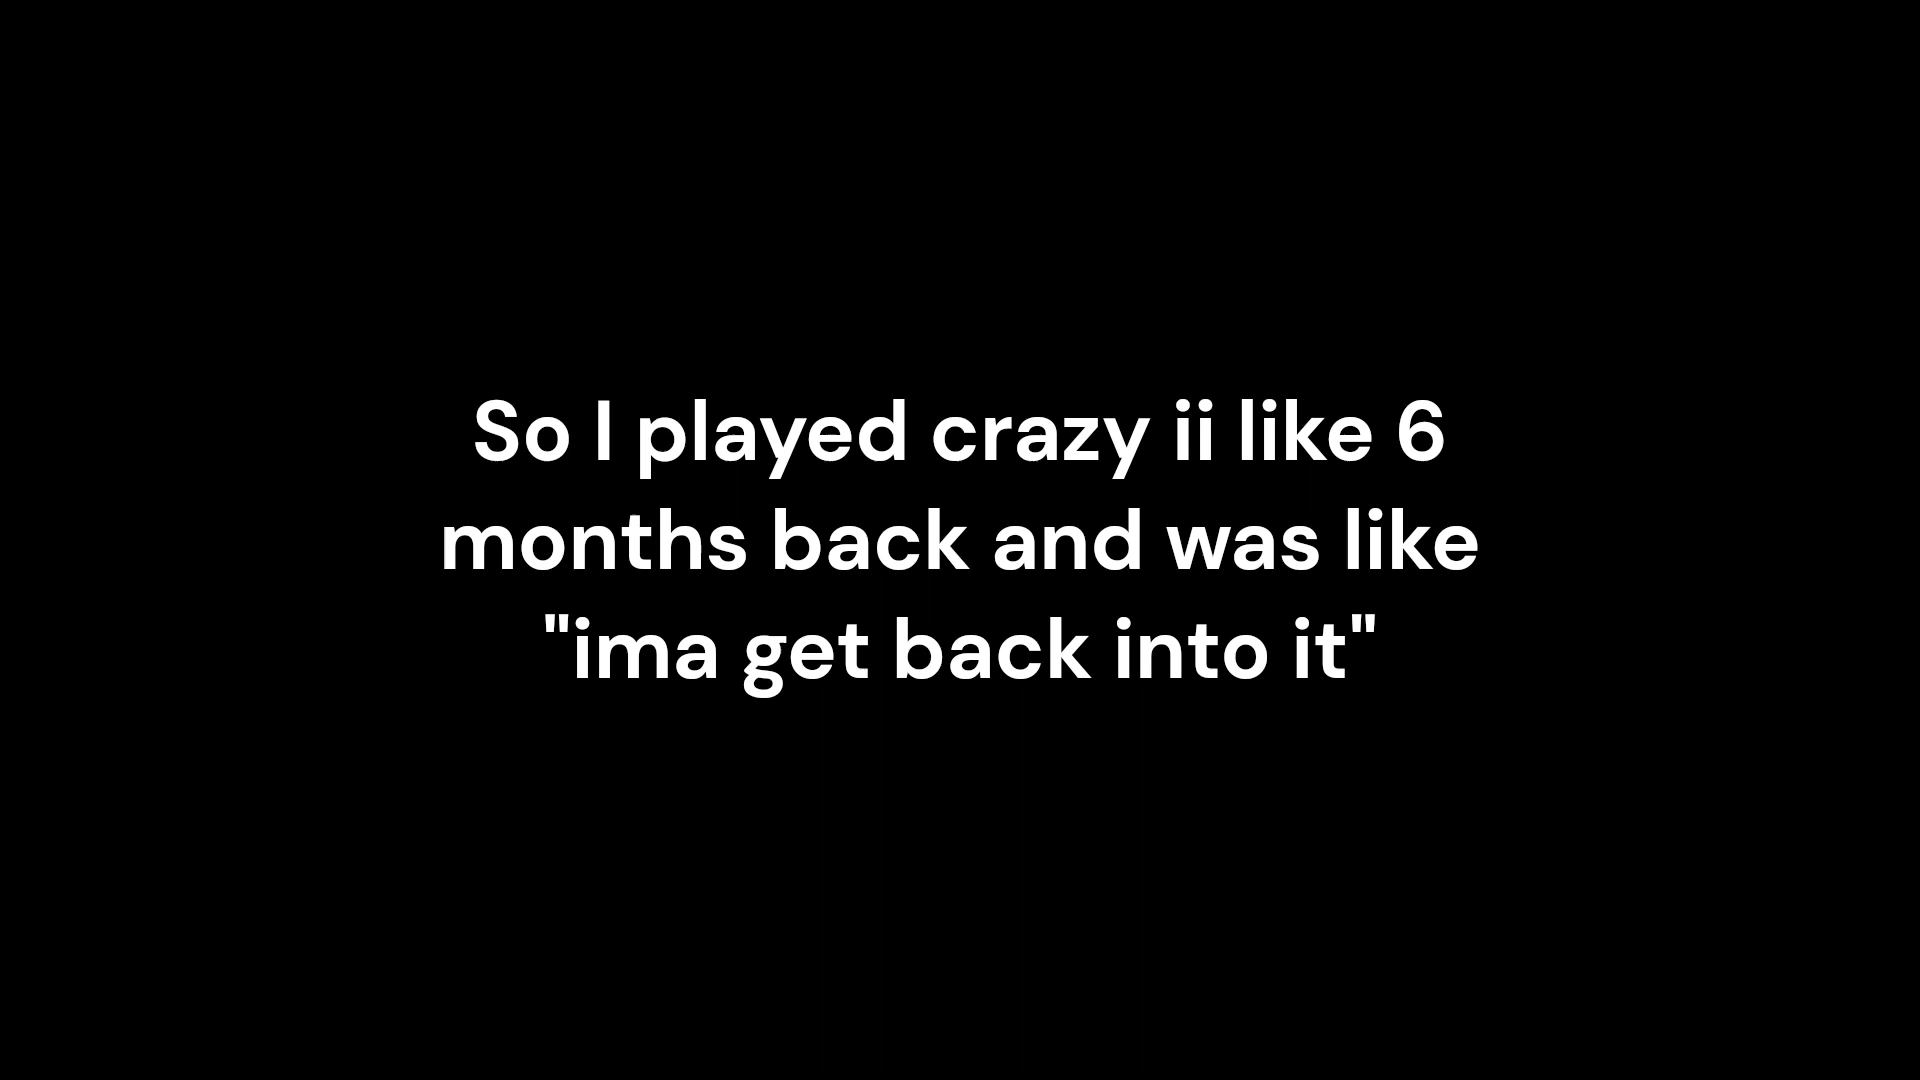 So I played crazy ii like 6
months back and was like
"ima get back into it"